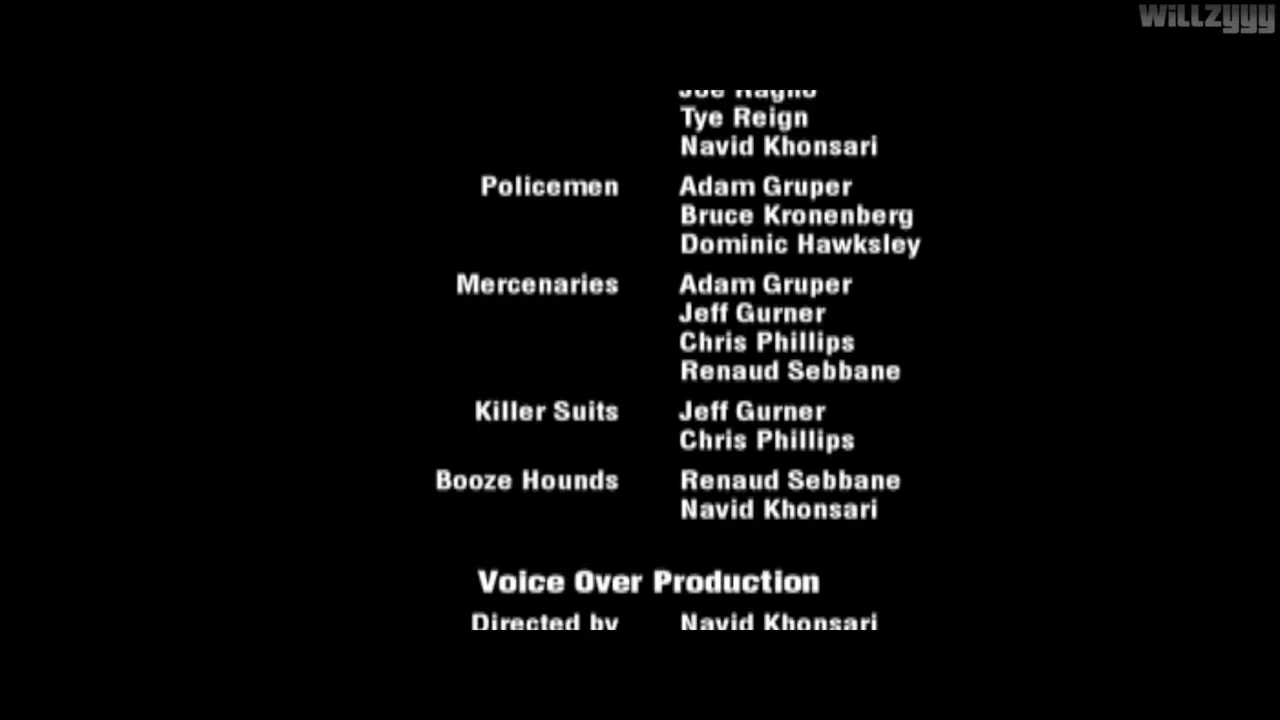 WiLLZyyy
Joe Raglio
Tye Reign
Navid Khonsari
Policemen Adam Gruper
Bruce Kronenberg
Dominic Hawksley
Mercenaries Adam Gruper
Jeff Gurner
Chris Phillips
Renaud Sebbane
Killer Suits Jeff Gurner
Chris Phillips
Booze Hounds Renaud Sebbane
Navid Khonsari
Voice Over Production
Directed by Navid Khonsari